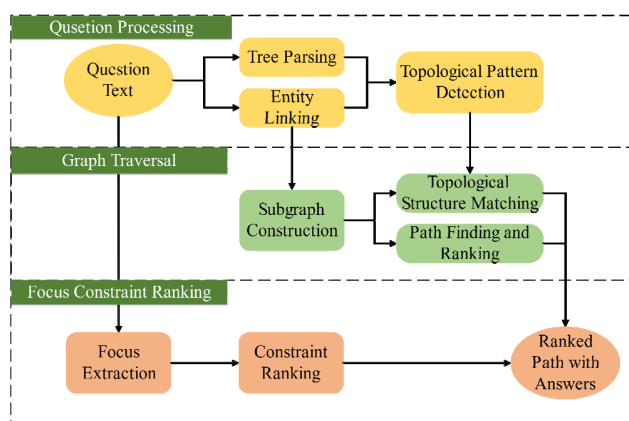 Qusetion Processing
Question
Text
Tree Parsing
Entity
Linking
Topological Pattern
Detection
Graph Traversal
Subgraph
Construction
Topological
Structure Matching
Path Finding and
Ranking
Focus Constraint Ranking
Focus
Extraction
Constraint
Ranking
Ranked
Path with
Answers